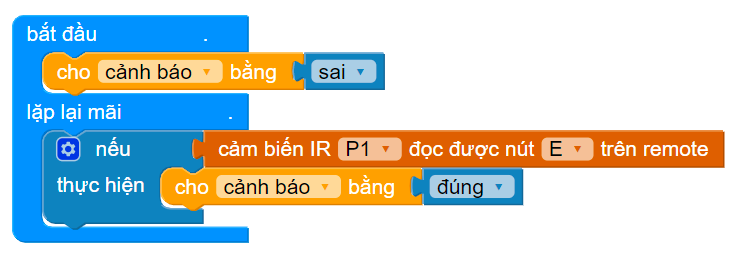 bắt đầu .
cho cảnh báo bằng sai
lặp lại mãi .
nếu cảm biến IR P1 đọc được nút E trên remote
thực hiện cho cảnh báo bằng đúng